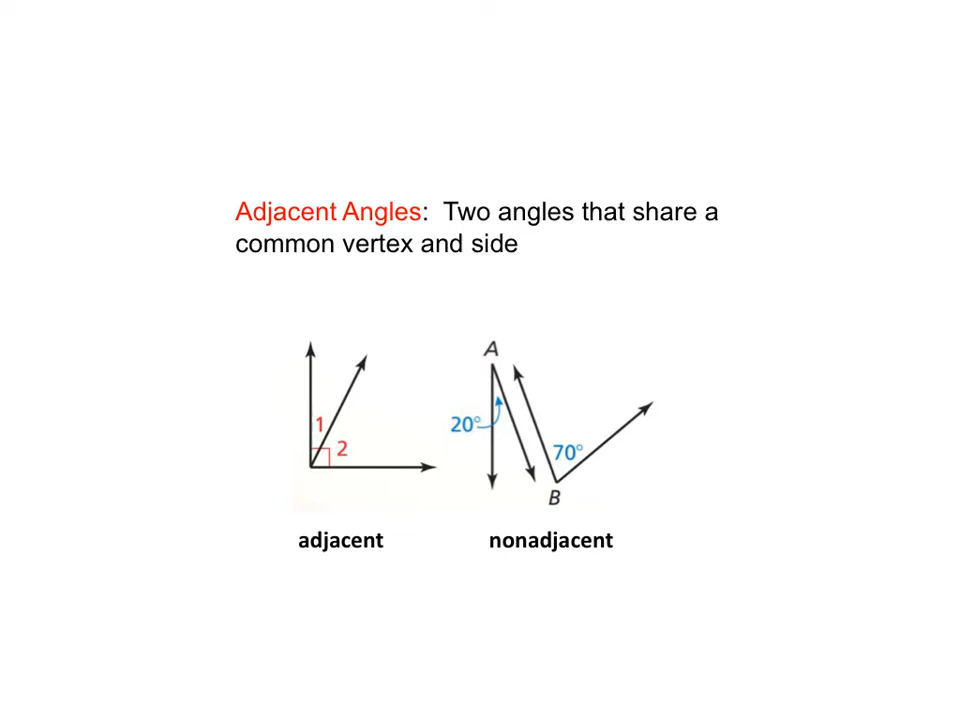 Adjacent Angles:  Two angles that share a
common vertex and side
A
1
20°
2
70°
B
adjacent
nonadjacent